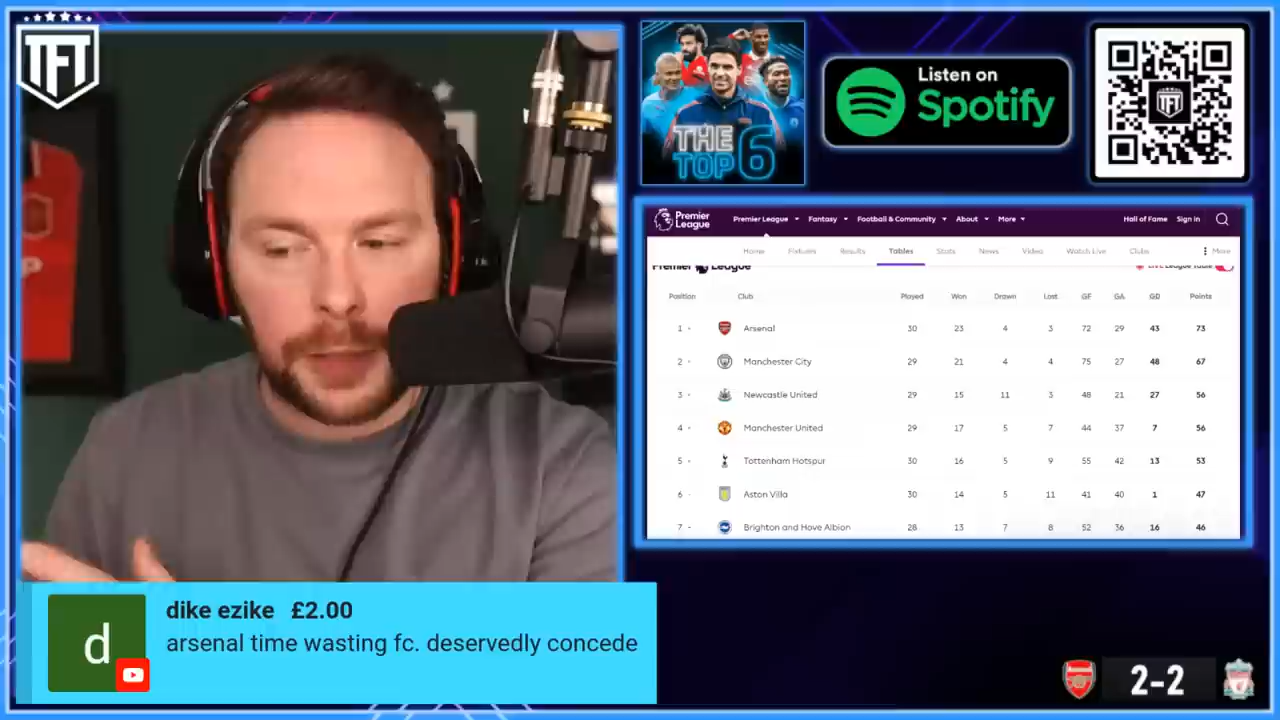 TFT
THE
TOP 6
Listen on
Spotify
TFT
Premier
League
Premier League
Fantasy
Football & Community
About
More
Hall of Fame
Sign in
Home
Fixtures
Results
Tables
Stats
News
Video
Watch Live
Clubs
More
Premier League
Live League Table
Position Club Played Won Drawn Lost GF GA GD Points
1 Arsenal 30 23 4 3 72 29 43 73
2 Manchester City 29 21 4 4 75 27 48 67
3 Newcastle United 29 15 11 3 48 21 27 56
4 Manchester United 29 17 5 7 44 37 7 56
5 Tottenham Hotspur 30 16 5 9 55 42 13 53
6 Aston Villa 30 14 5 11 41 40 1 47
7 Brighton and Hove Albion 28 13 7 8 52 36 16 46
d
dike ezike £2.00
arsenal time wasting fc. deservedly concede
2-2